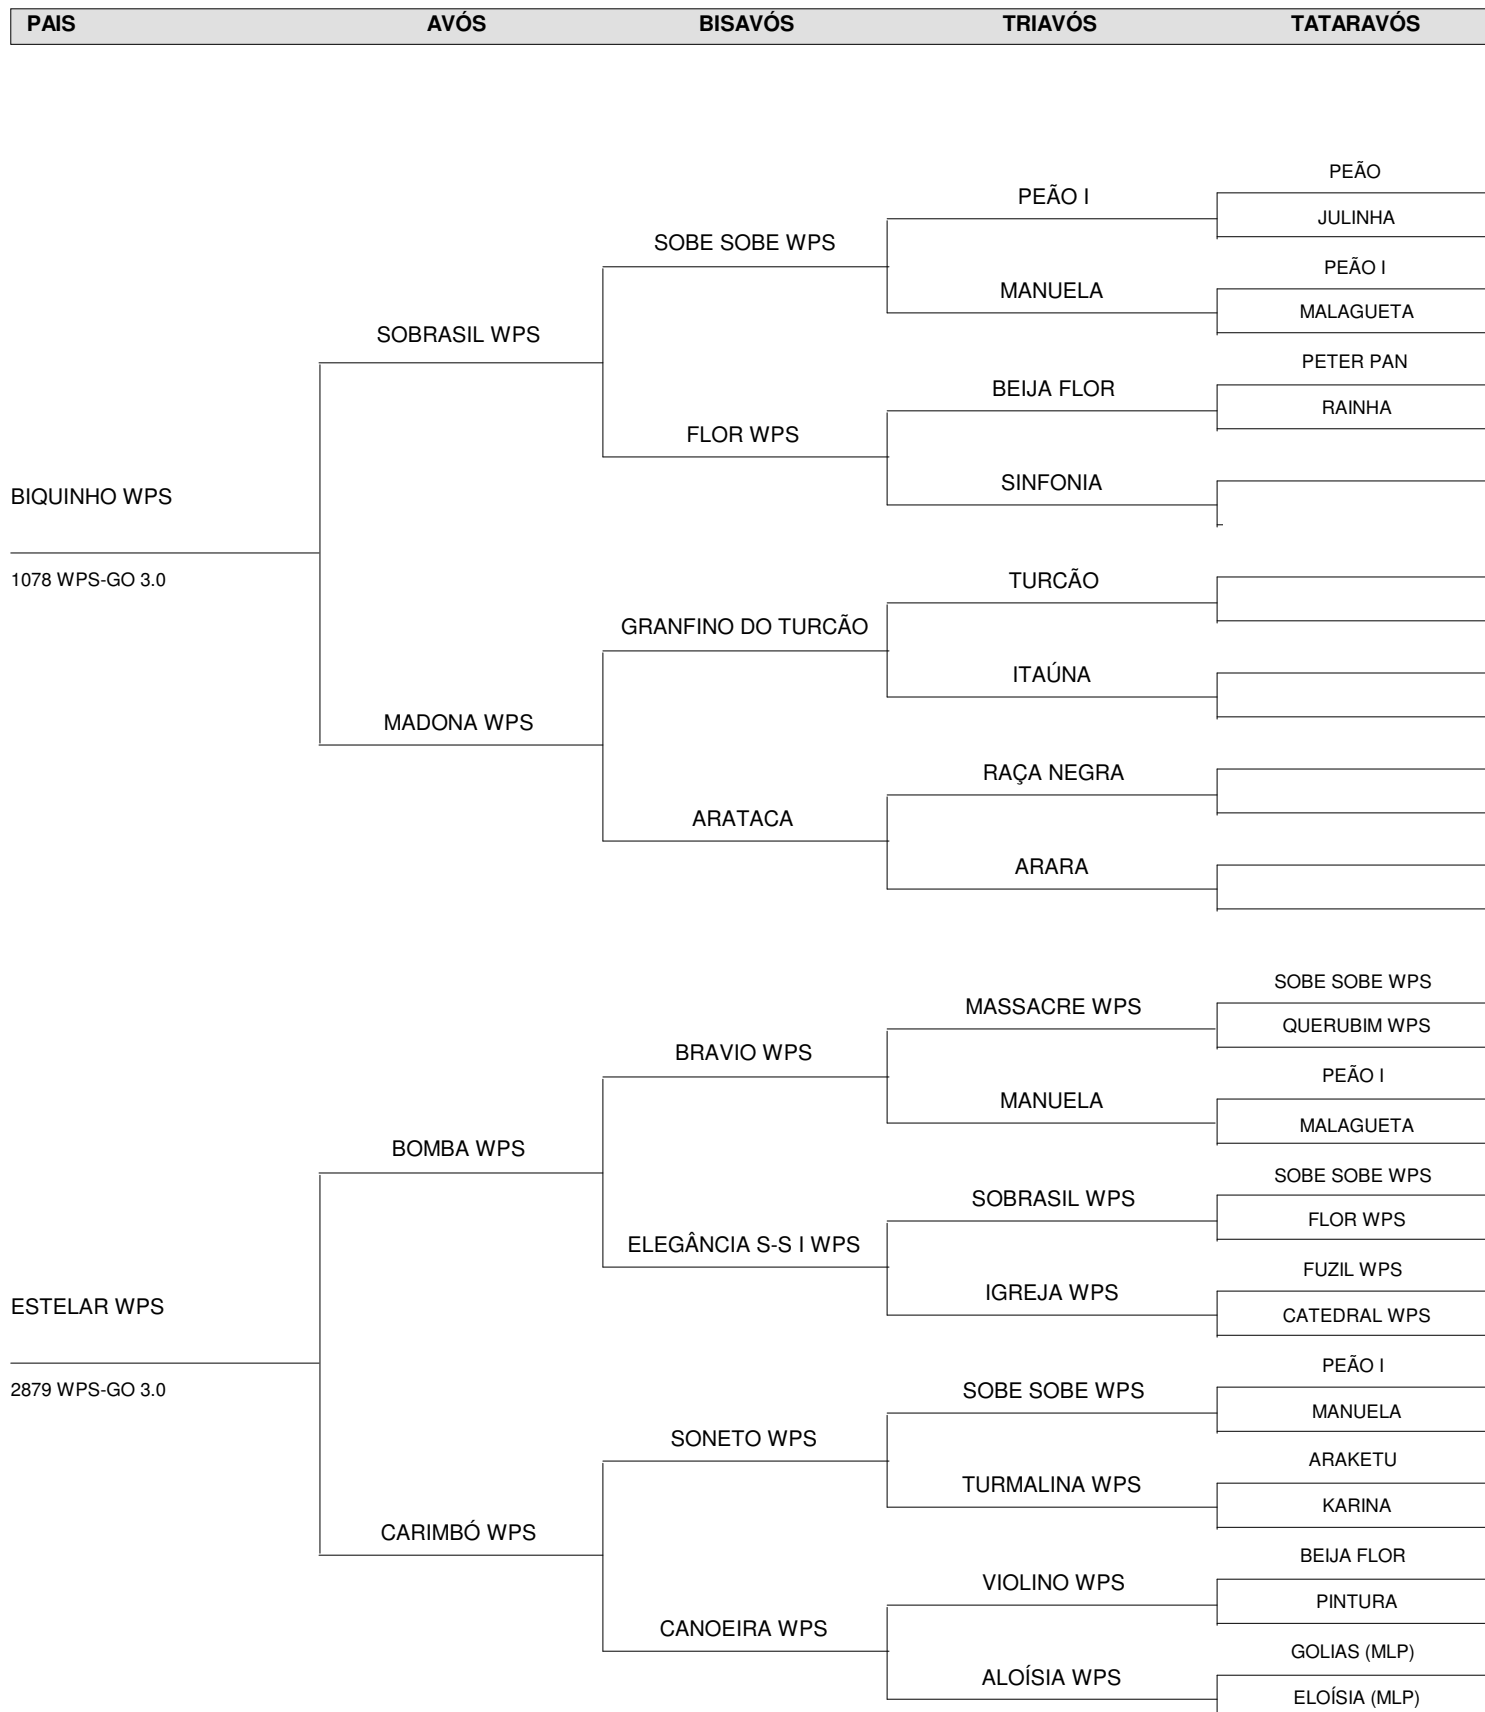 PAIS AVÓS BISAVÓS TRIAVÓS TATARAVÓS
PEÃO
PEÃO I
JULINHA
SOBE SOBE WPS
PEÃO I
MANUELA
MALAGUETA
SOBRASIL WPS
PETER PAN
BEIJA FLOR
RAINHA
FLOR WPS
SINFONIA
BIQUINHO WPS
1078 WPS-GO 3.0
TURCÃO
GRANFINO DO TURCÃO
ITAÚNA
MADONA WPS
RAÇA NEGRA
ARATACA
ARARA
SOBE SOBE WPS
MASSACRE WPS
QUERUBIM WPS
BRAVIO WPS
PEÃO I
MANUELA
MALAGUETA
BOMBA WPS
SOBE SOBE WPS
SOBRASIL WPS
FLOR WPS
ELEGÂNCIA S-S I WPS
FUZIL WPS
IGREJA WPS
CATEDRAL WPS
ESTELAR WPS
2879 WPS-GO 3.0
PEÃO I
SOBE SOBE WPS
MANUELA
SONETO WPS
ARAKETU
TURMALINA WPS
KARINA
CARIMBÓ WPS
BEIJA FLOR
VIOLINO WPS
PINTURA
CANOEIRA WPS
GOLIAS (MLP)
ALOÍSIA WPS
ELOÍSIA (MLP)